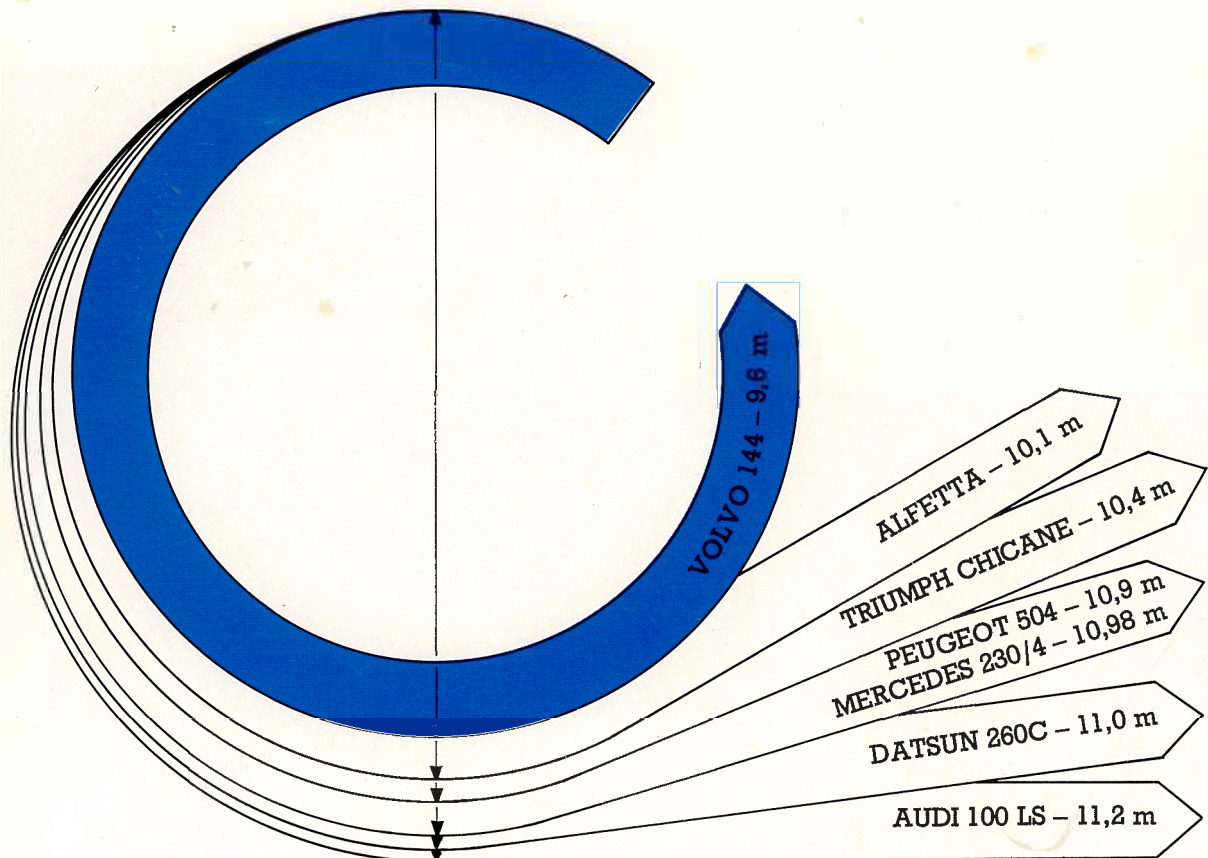 VOLVO 144 – 9,6 m
ALFETTA – 10,1 m
TRIUMPH CHICANE – 10,4 m
PEUGEOT 504 – 10,9 m
MERCEDES 230/4 – 10,98 m
DATSUN 260C – 11,0 m
AUDI 100 LS – 11,2 m